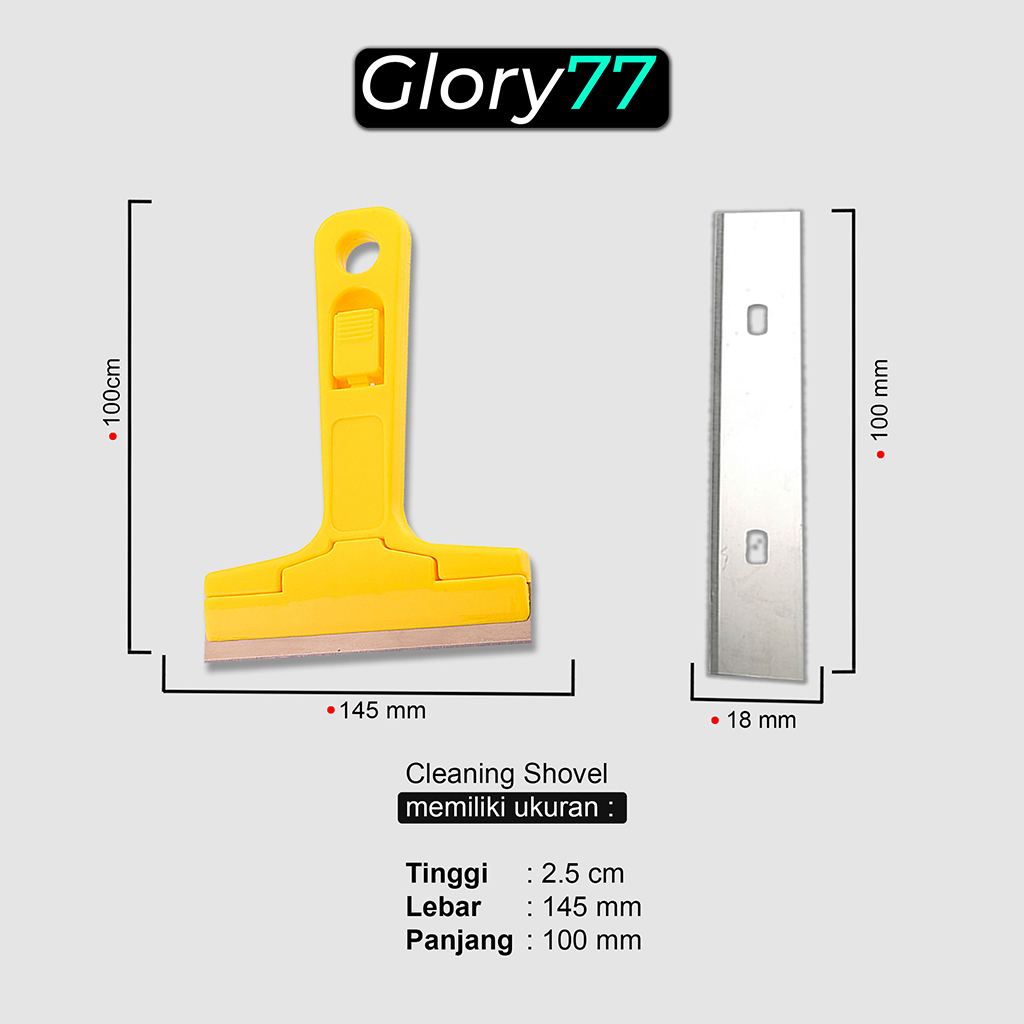 Glory77
100cm
100 mm
145 mm
18 mm
Cleaning Shovel
memiliki ukuran :
Tinggi : 2.5 cm
Lebar : 145 mm
Panjang : 100 mm